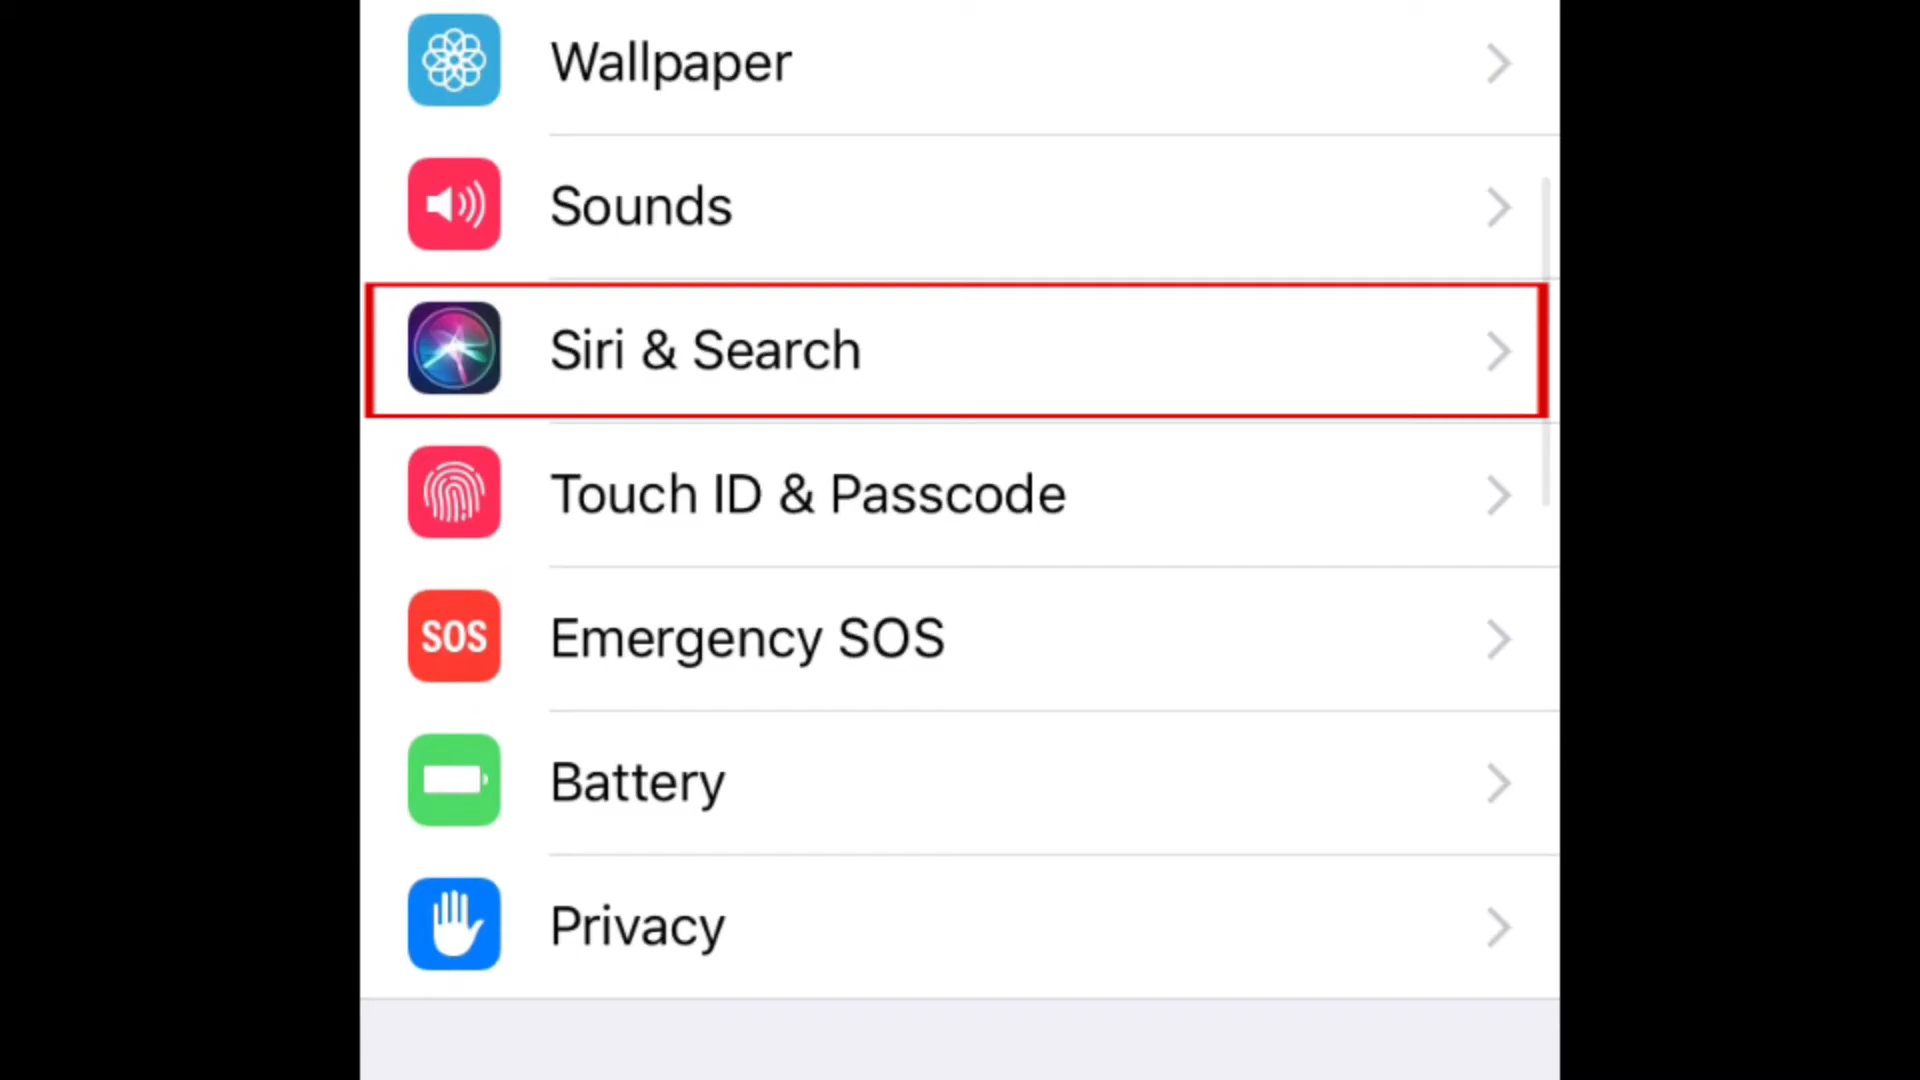 Wallpaper
Sounds
Siri & Search
Touch ID & Passcode
SOS Emergency SOS
Battery
Privacy